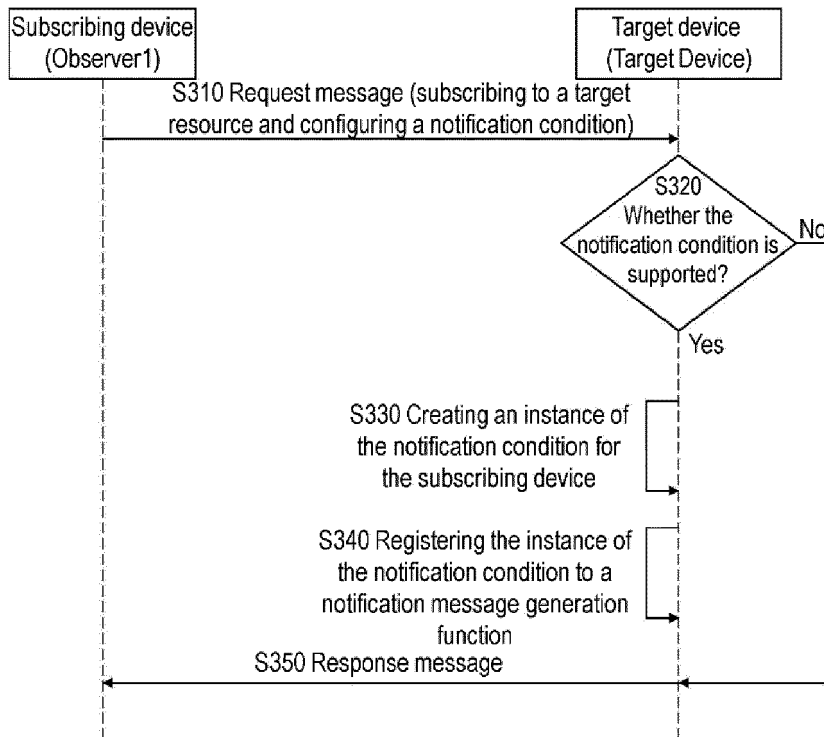 Subscribing device
(Observer1)
Target device
(Target Device)
S310 Request message (subscribing to a target
resource and configuring a notification condition)
S320
Whether the
notification condition is
supported?
No
Yes
S330 Creating an instance of
the notification condition for
the subscribing device
S340 Registering the instance of
the notification condition to a
notification message generation
function
S350 Response message